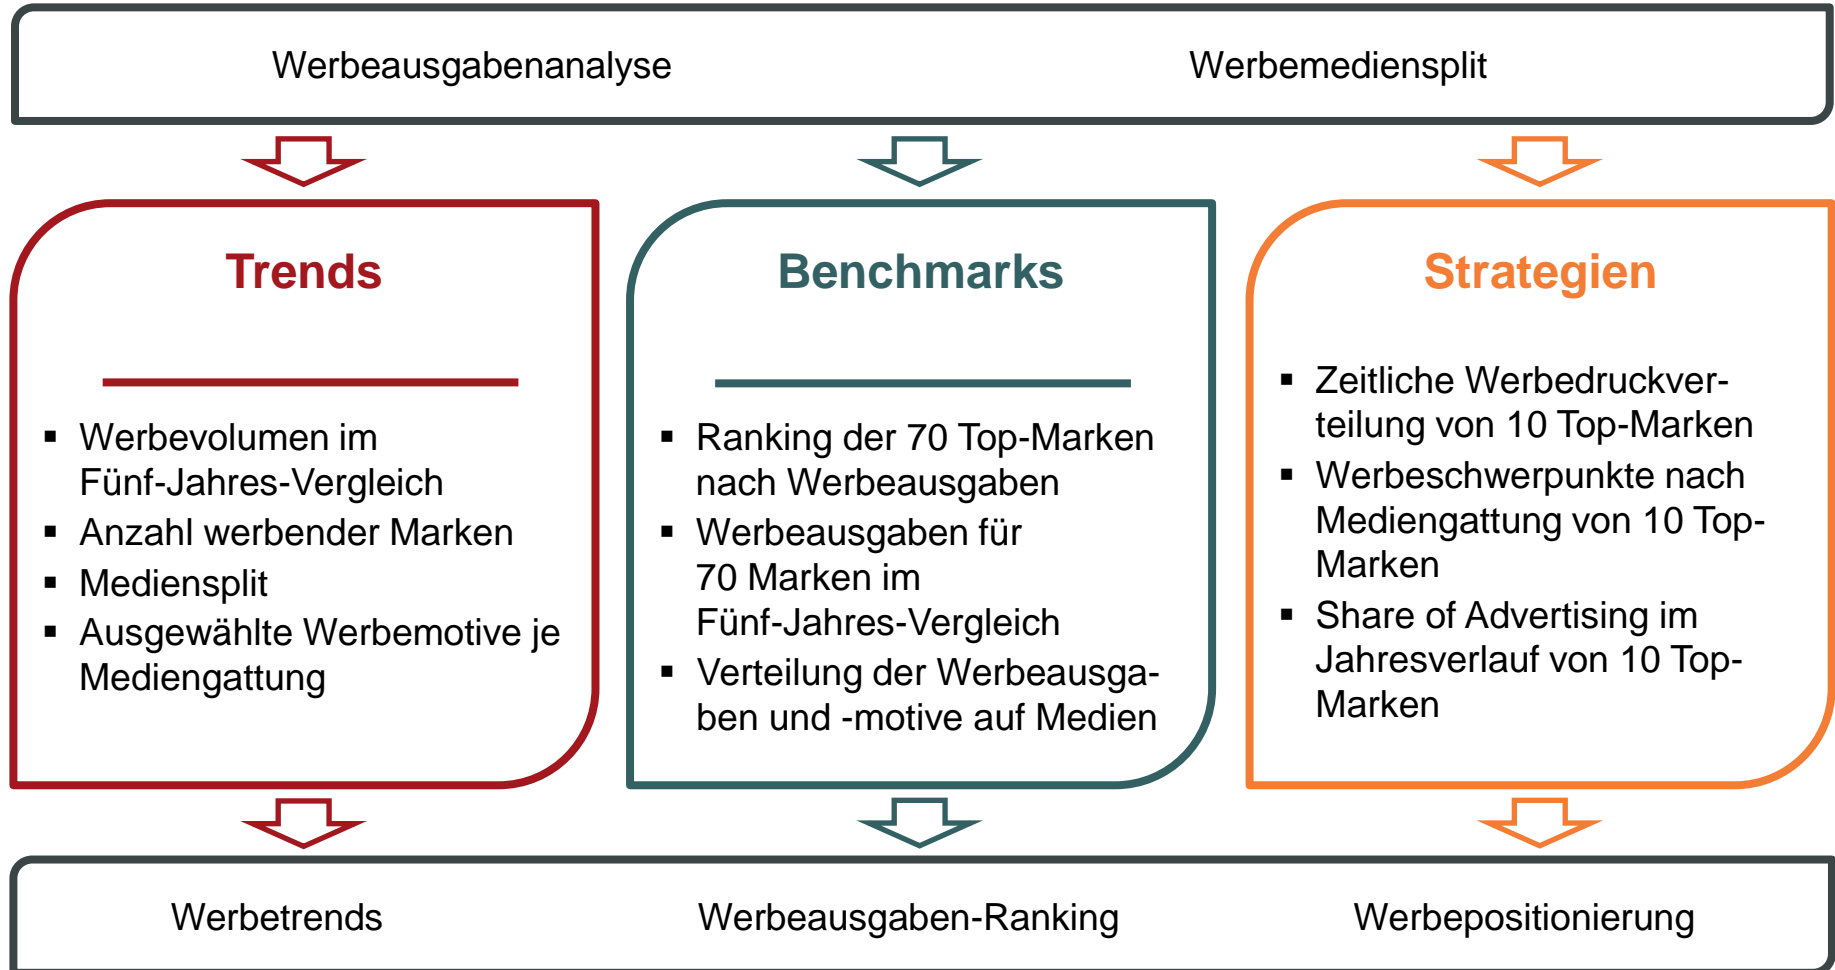 Werbeausgabenanalyse
Werbemediensplit
Trends
▪ Werbevolumen im
Fünf-Jahres-Vergleich
▪ Anzahl werbender Marken
▪ Mediensplit
▪ Ausgewählte Werbemotive je
Mediengattung
Benchmarks
▪ Ranking der 70 Top-Marken
nach Werbeausgaben
▪ Werbeausgaben für
70 Marken im
Fünf-Jahres-Vergleich
▪ Verteilung der Werbeausga-
ben und -motive auf Medien
Strategien
▪ Zeitliche Werbedruckver-
teilung von 10 Top-Marken
▪ Werbeschwerpunkte nach
Mediengattung von 10 Top-
Marken
▪ Share of Advertising im
Jahresverlauf von 10 Top-
Marken
Werbetrends
Werbeausgaben-Ranking
Werbepositionierung